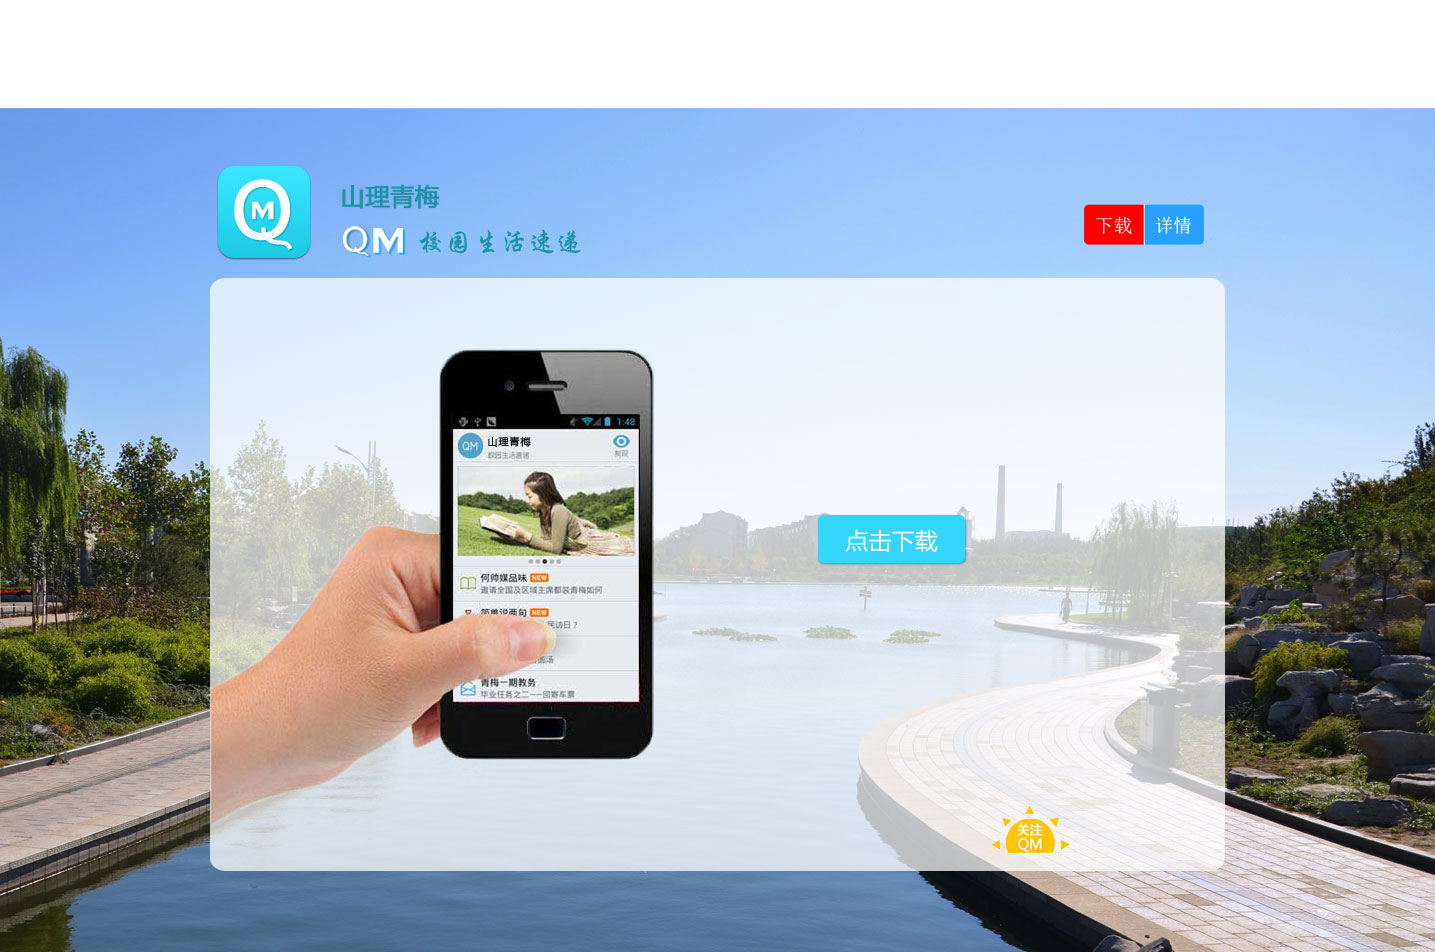 QM
山理青梅
QM 校园生活速递
下载 详情
1:48
QM 山理青梅
校园生活速递
发现
何帅媒品味 NEW
邀请全国及区域主席都装青梅如何
简单说两句 NEW
民访日？
圆汤
青梅一期教务
毕业任务之二——回寄车票
点击下载
关注
QM